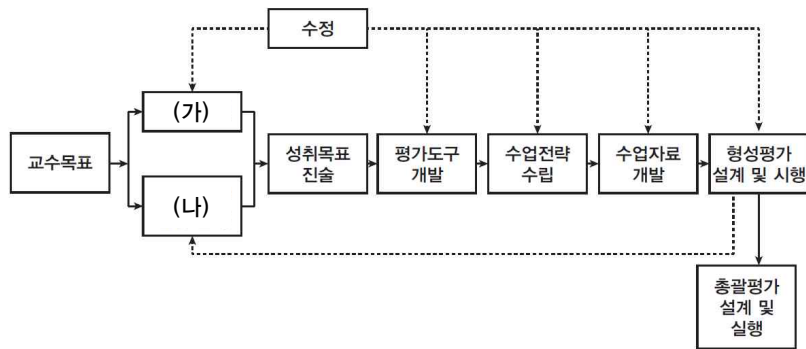 수정
(가)
교수목표
(나)
성취목표
진술
평가도구
개발
수업전략
수립
수업자료
개발
형성평가
설계 및 시행
총괄평가
설계 및
실행